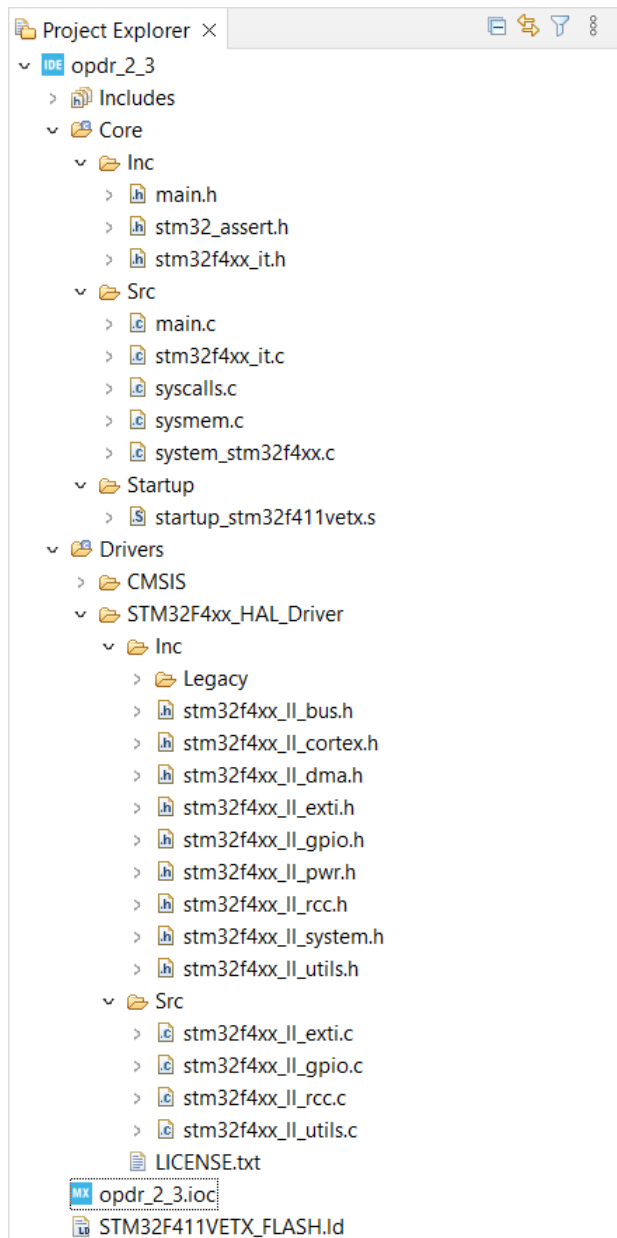 Project Explorer
IDE opdr_2_3
Includes
Core
Inc
main.h
stm32_assert.h
stm32f4xx_it.h
Src
main.c
stm32f4xx_it.c
syscalls.c
sysmem.c
system_stm32f4xx.c
Startup
startup_stm32f411vetx.s
Drivers
CMSIS
STM32F4xx_HAL_Driver
Inc
Legacy
stm32f4xx_ll_bus.h
stm32f4xx_ll_cortex.h
stm32f4xx_ll_dma.h
stm32f4xx_ll_exti.h
stm32f4xx_ll_gpio.h
stm32f4xx_ll_pwr.h
stm32f4xx_ll_rcc.h
stm32f4xx_ll_system.h
stm32f4xx_ll_utils.h
Src
stm32f4xx_ll_exti.c
stm32f4xx_ll_gpio.c
stm32f4xx_ll_rcc.c
stm32f4xx_ll_utils.c
LICENSE.txt
MX opdr_2_3.ioc
STM32F411VETX_FLASH.ld